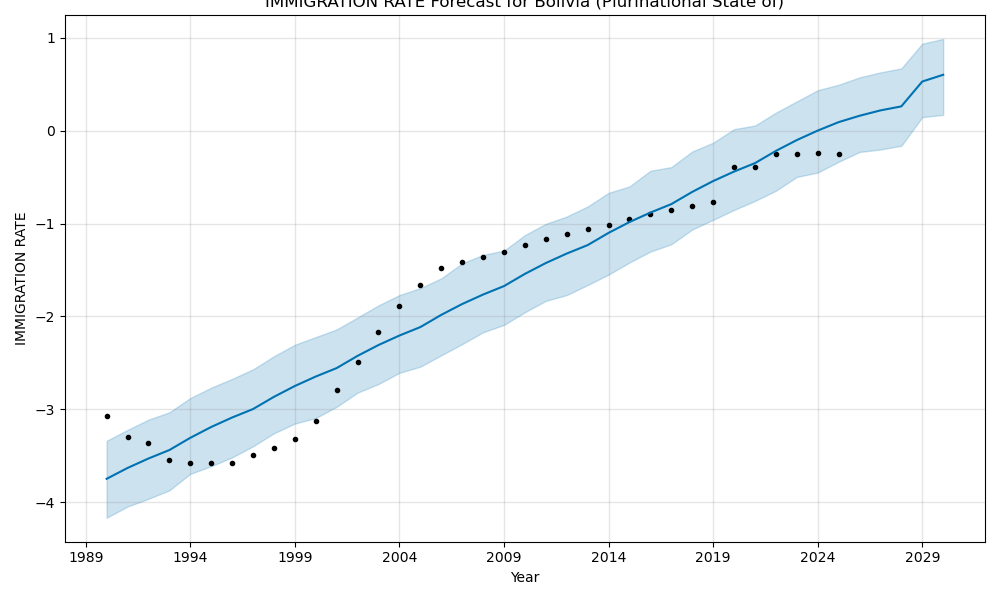 IMMIGRATION RATE Forecast for Bolivia (Plurinational State of)
1
0
−1
−2
−3
−4
IMMIGRATION RATE
1989 1994 1999 2004 2009 2014 2019 2024 2029
Year